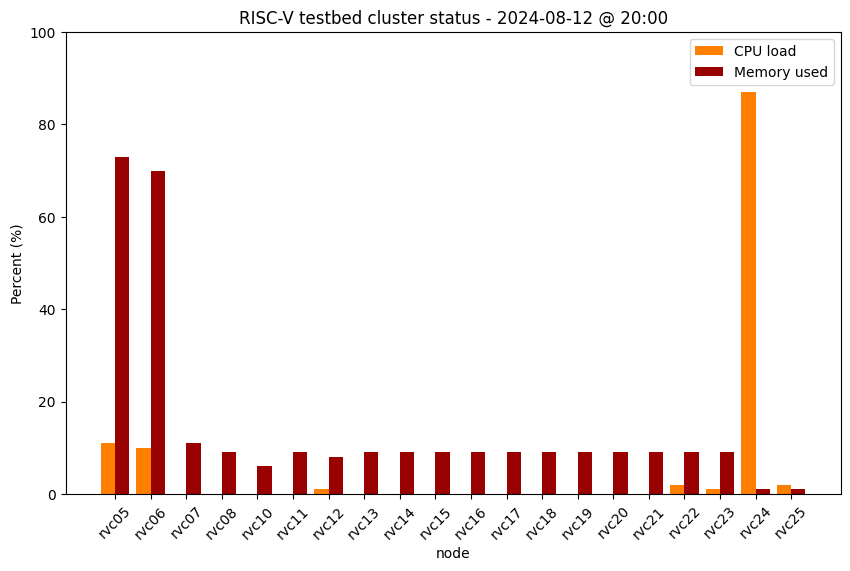 RISC-V testbed cluster status - 2024-08-12 @ 20:00
CPU load
Memory used
Percent (%)
100
80
60
40
20
0
rvc05
rvc06
rvc07
rvc08
rvc10
rvc11
rvc12
rvc13
rvc14
rvc15
rvc16
rvc17
rvc18
rvc19
rvc20
rvc21
rvc22
rvc23
rvc24
rvc25
node